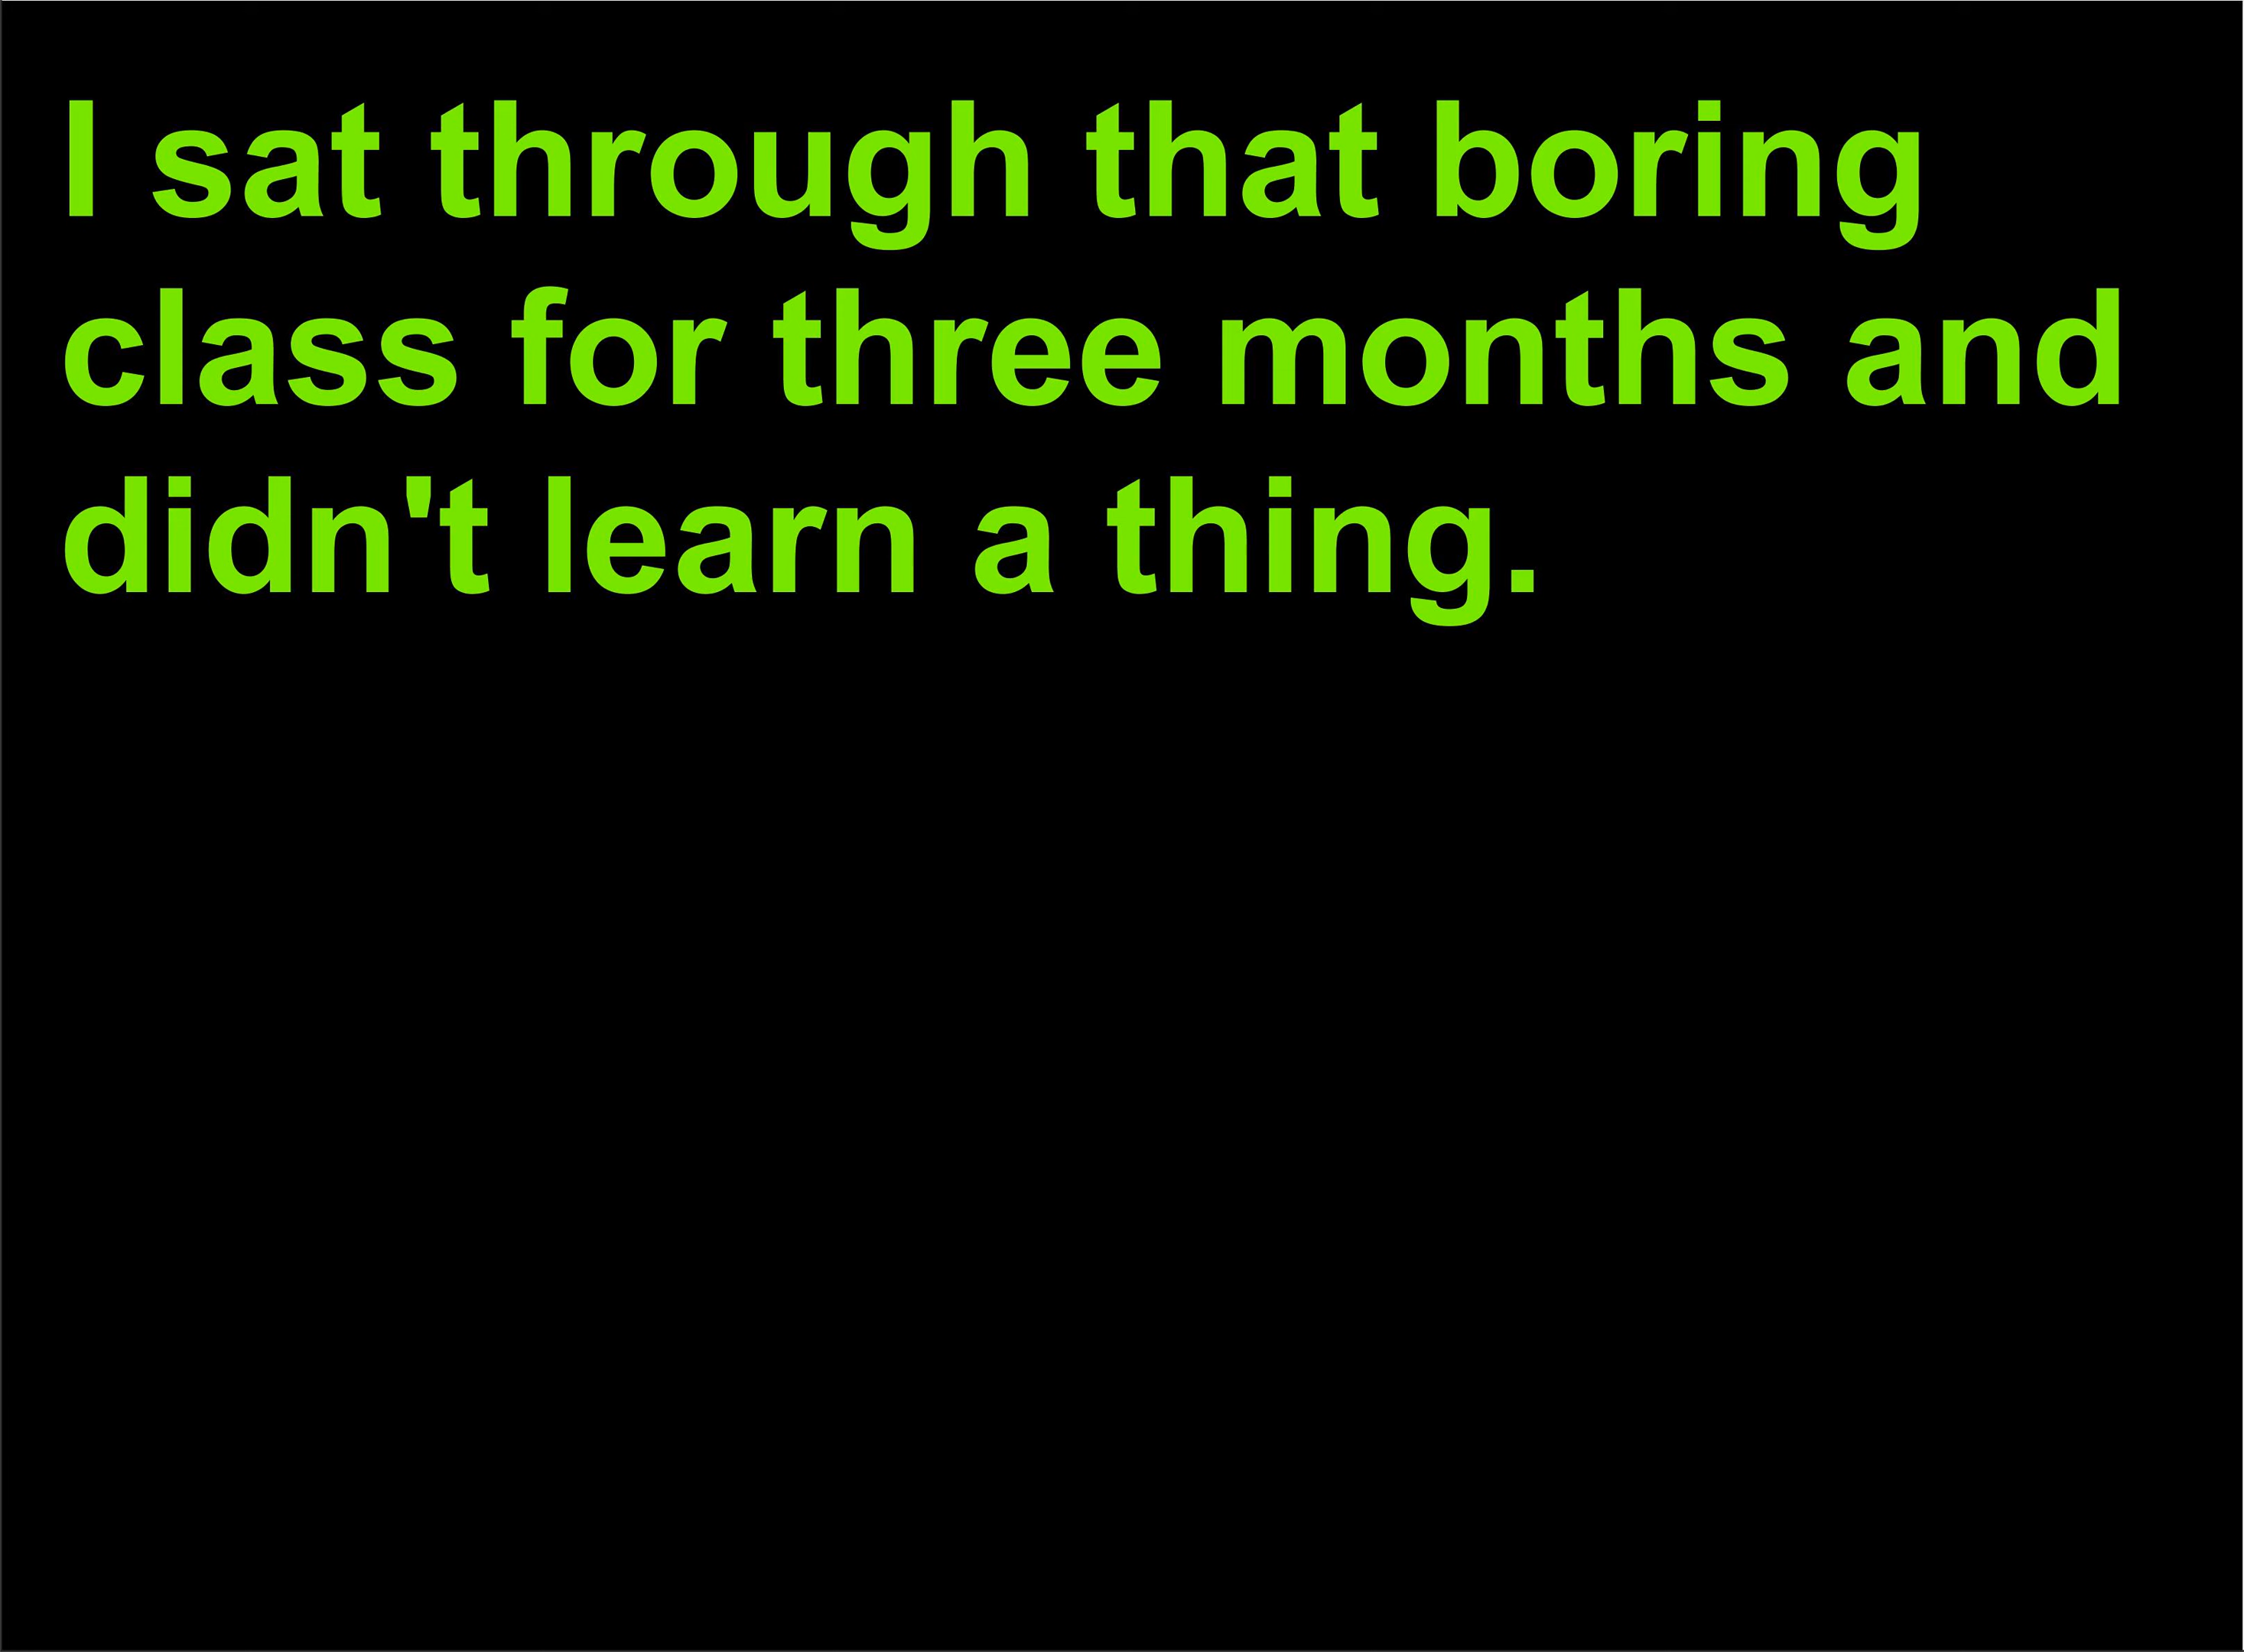 I sat through that boring
class for three months and
didn't learn a thing.